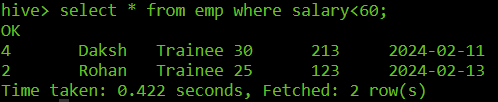 hive> select * from emp where salary<60;
OK
4 Daksh Trainee 30 213 2024-02-11
2 Rohan Trainee 25 123 2024-02-13
Time taken: 0.422 seconds, Fetched: 2 row(s)